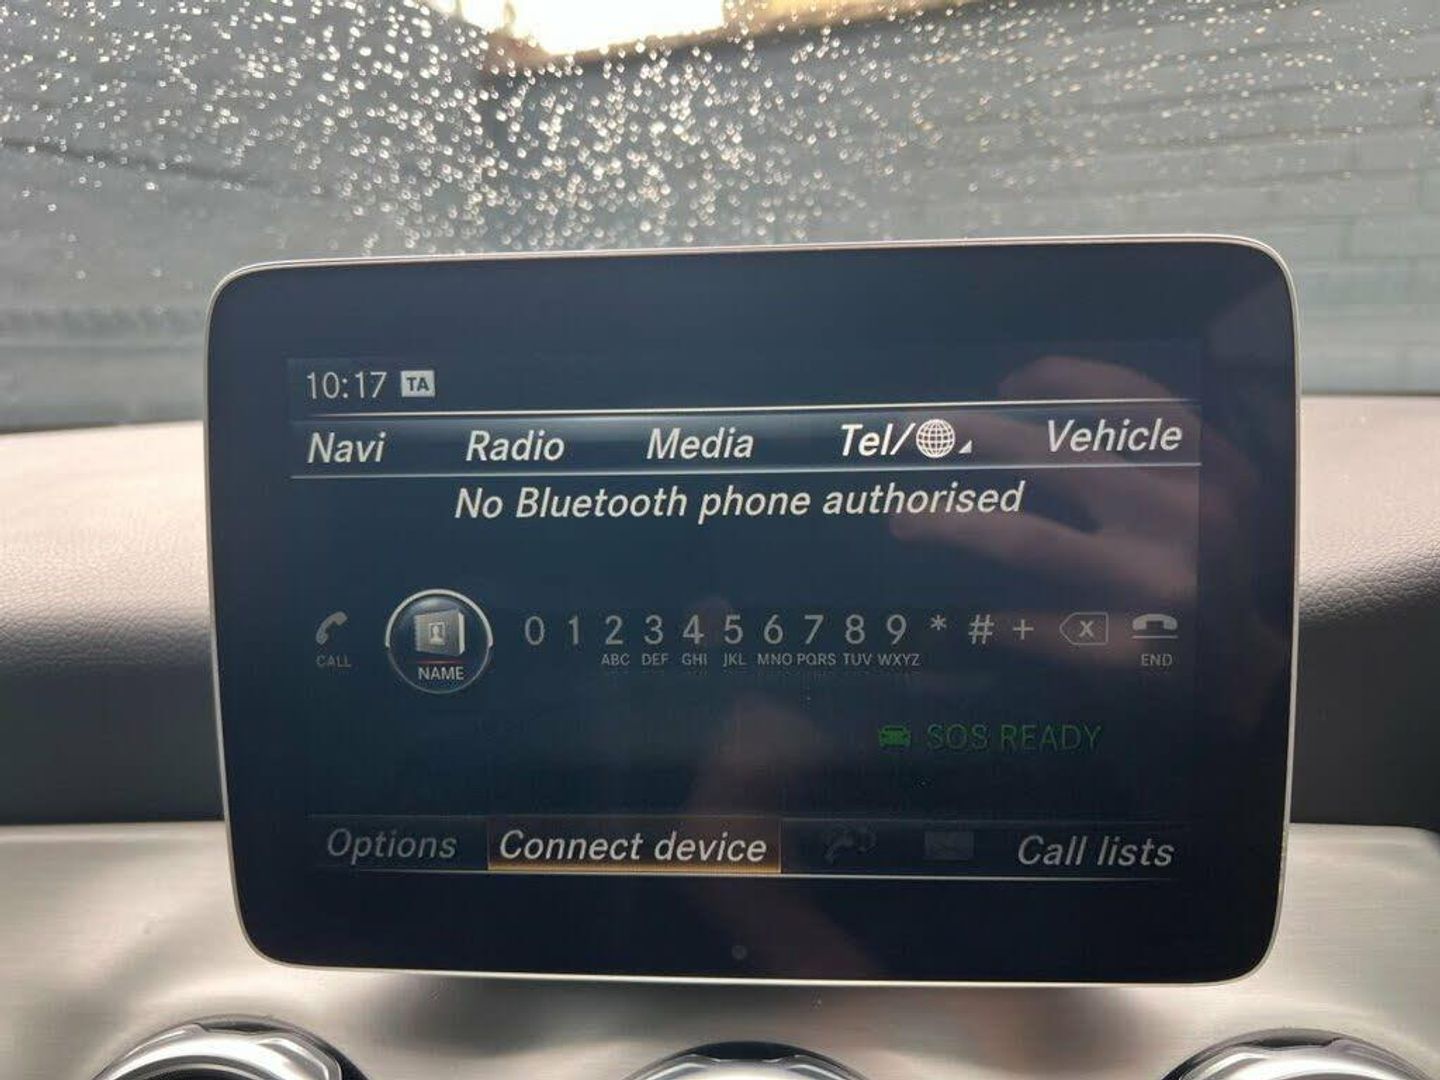 10:17 TA
Navi Radio Media Tel/ Vehicle
No Bluetooth phone authorised
0 1 2 3 4 5 6 7 8 9 * # + X
CALL NAME ABC DEF GHI JKL MNO PQRS TUV WXYZ END
SOS READY
Options Connect device Call lists